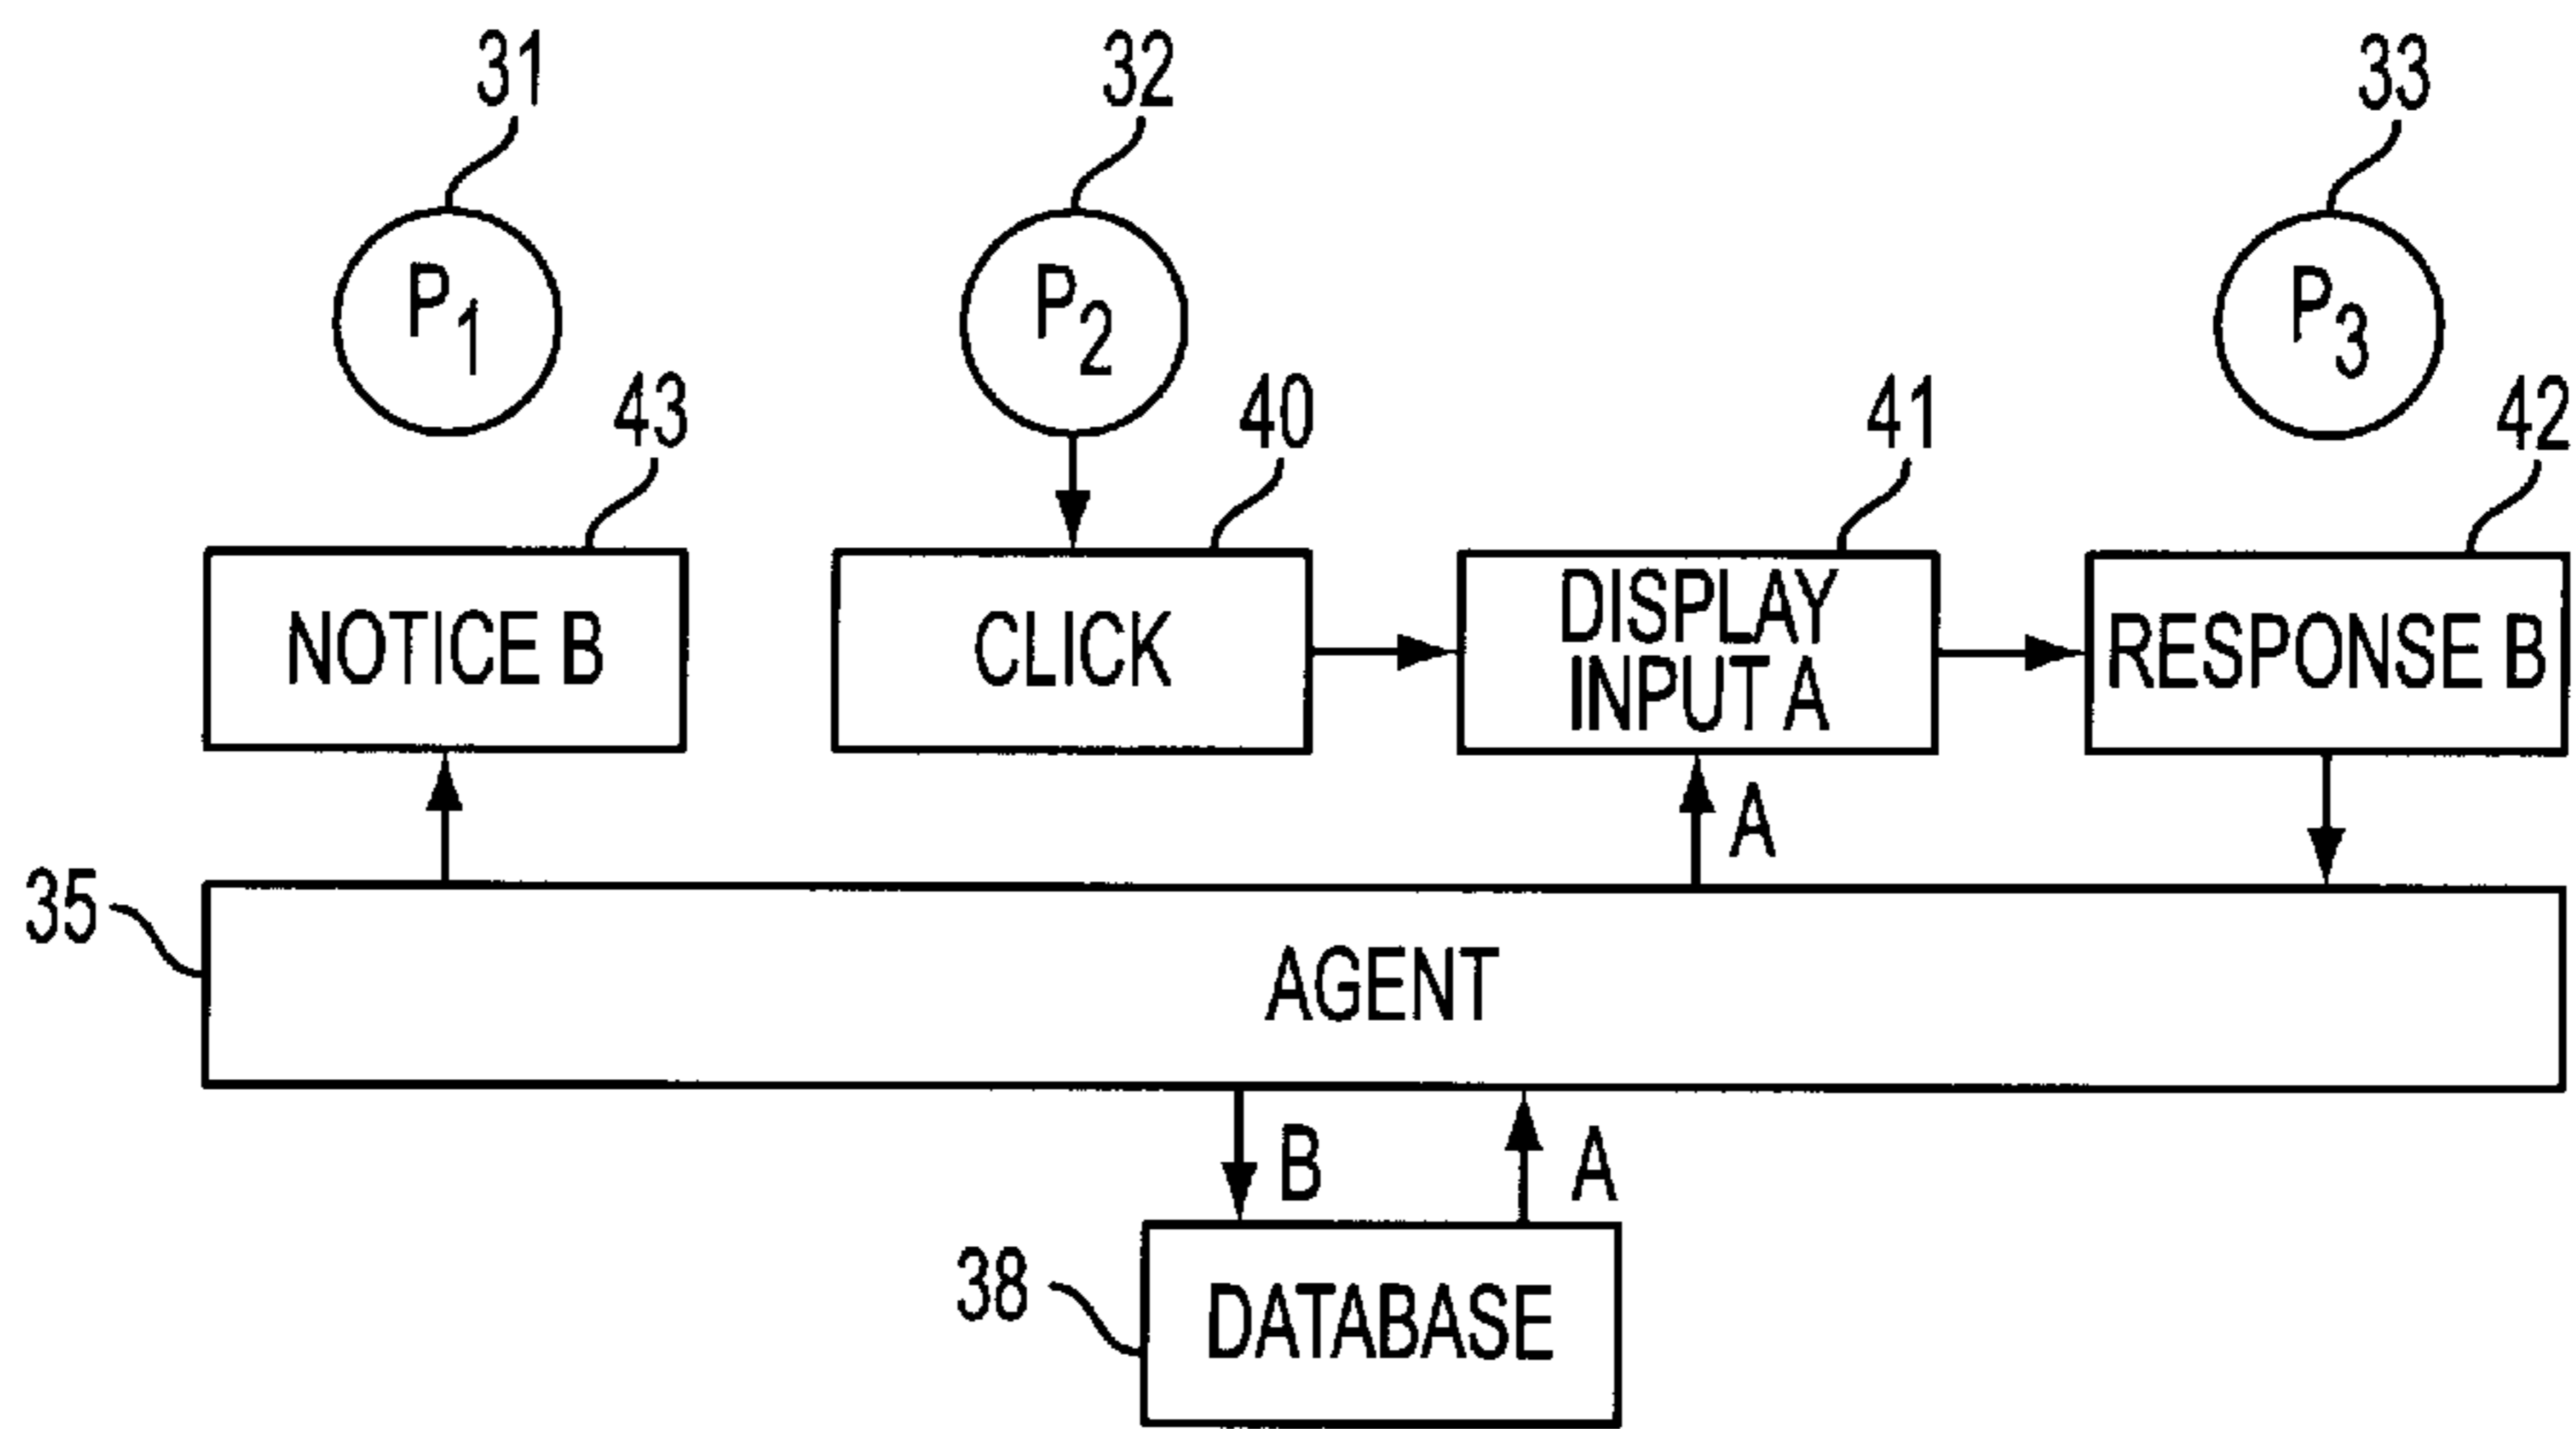 31
32
33
P1
P2
P3
43
40
41
42
NOTICE B
CLICK
DISPLAY
INPUT A
RESPONSE B
A
35
AGENT
B
A
38
DATABASE